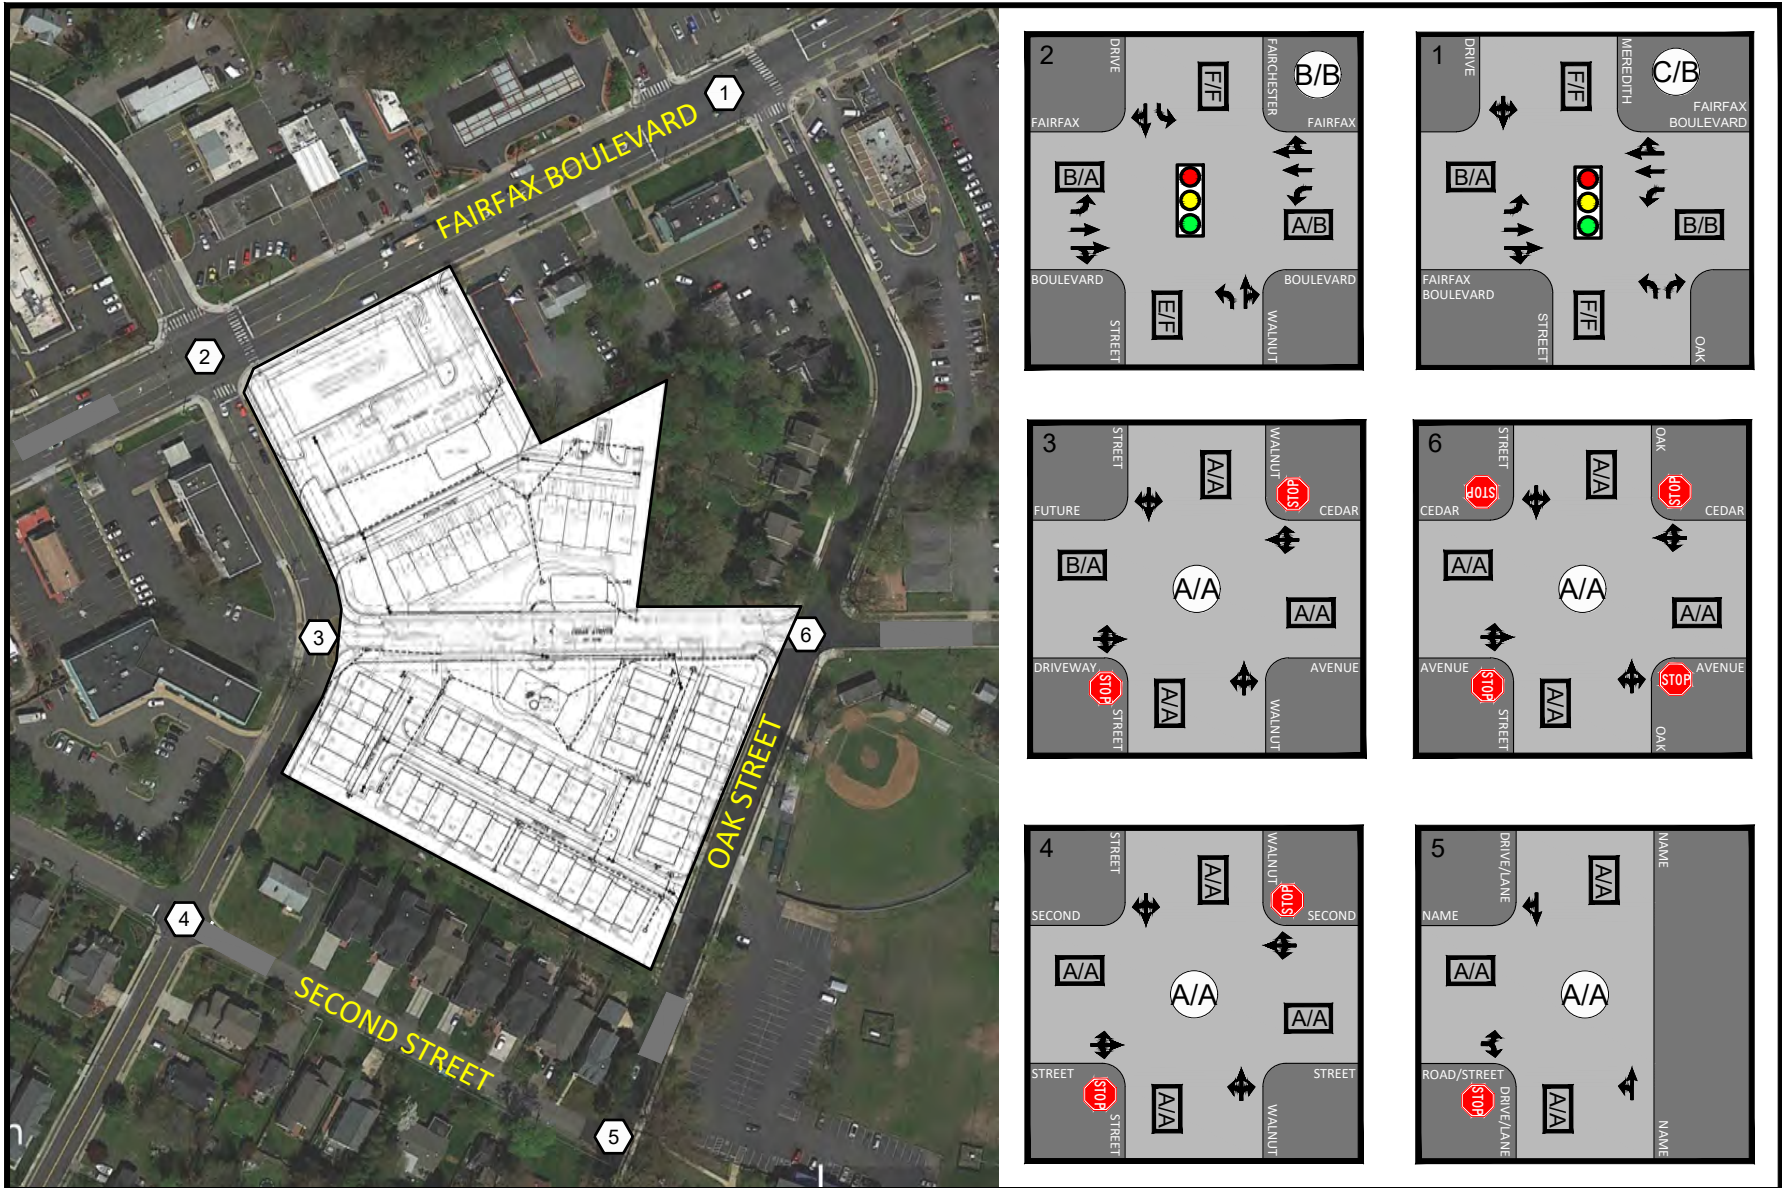 1
FAIRFAX BOULEVARD
2
3
6
OAK STREET
4
SECOND STREET
5
2
DRIVE
F/F
FAIRCHESTER
B/B
FAIRFAX
FAIRFAX
B/A
A/B
BOULEVARD
BOULEVARD
STREET
E/F
WALNUT
1
DRIVE
F/F
MEREDITH
C/B
FAIRFAX
BOULEVARD
B/A
B/B
FAIRFAX
BOULEVARD
STREET
F/F
OAK
3
STREET
A/A
WALNUT
STOP
FUTURE
CEDAR
B/A
A/A
A/A
DRIVEWAY
AVENUE
STOP
STREET
A/A
WALNUT
6
STREET
A/A
OAK
STOP
STOP
CEDAR
CEDAR
A/A
A/A
A/A
AVENUE
AVENUE
STOP
STOP
STREET
A/A
OAK
4
STREET
A/A
WALNUT
STOP
SECOND
SECOND
A/A
A/A
A/A
STREET
STREET
STOP
STREET
A/A
WALNUT
5
DRIVE/LANE
A/A
NAME
NAME
A/A
A/A
ROAD/STREET
STOP
DRIVE/LANE
A/A
NAME